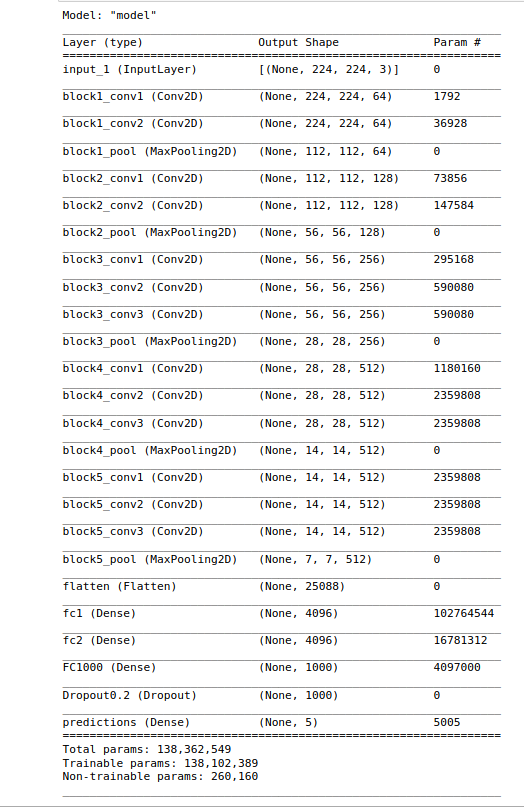 Model: "model"
Layer (type) Output Shape Param #
input_1 (InputLayer) [(None, 224, 224, 3)] 0
block1_conv1 (Conv2D) (None, 224, 224, 64) 1792
block1_conv2 (Conv2D) (None, 224, 224, 64) 36928
block1_pool (MaxPooling2D) (None, 112, 112, 64) 0
block2_conv1 (Conv2D) (None, 112, 112, 128) 73856
block2_conv2 (Conv2D) (None, 112, 112, 128) 147584
block2_pool (MaxPooling2D) (None, 56, 56, 128) 0
block3_conv1 (Conv2D) (None, 56, 56, 256) 295168
block3_conv2 (Conv2D) (None, 56, 56, 256) 590080
block3_conv3 (Conv2D) (None, 56, 56, 256) 590080
block3_pool (MaxPooling2D) (None, 28, 28, 256) 0
block4_conv1 (Conv2D) (None, 28, 28, 512) 1180160
block4_conv2 (Conv2D) (None, 28, 28, 512) 2359808
block4_conv3 (Conv2D) (None, 28, 28, 512) 2359808
block4_pool (MaxPooling2D) (None, 14, 14, 512) 0
block5_conv1 (Conv2D) (None, 14, 14, 512) 2359808
block5_conv2 (Conv2D) (None, 14, 14, 512) 2359808
block5_conv3 (Conv2D) (None, 14, 14, 512) 2359808
block5_pool (MaxPooling2D) (None, 7, 7, 512) 0
flatten (Flatten) (None, 25088) 0
fc1 (Dense) (None, 4096) 102764544
fc2 (Dense) (None, 4096) 16781312
FC1000 (Dense) (None, 1000) 4097000
Dropout0.2 (Dropout) (None, 1000) 0
predictions (Dense) (None, 5) 5005
Total params: 138,362,549
Trainable params: 138,102,389
Non-trainable params: 260,160